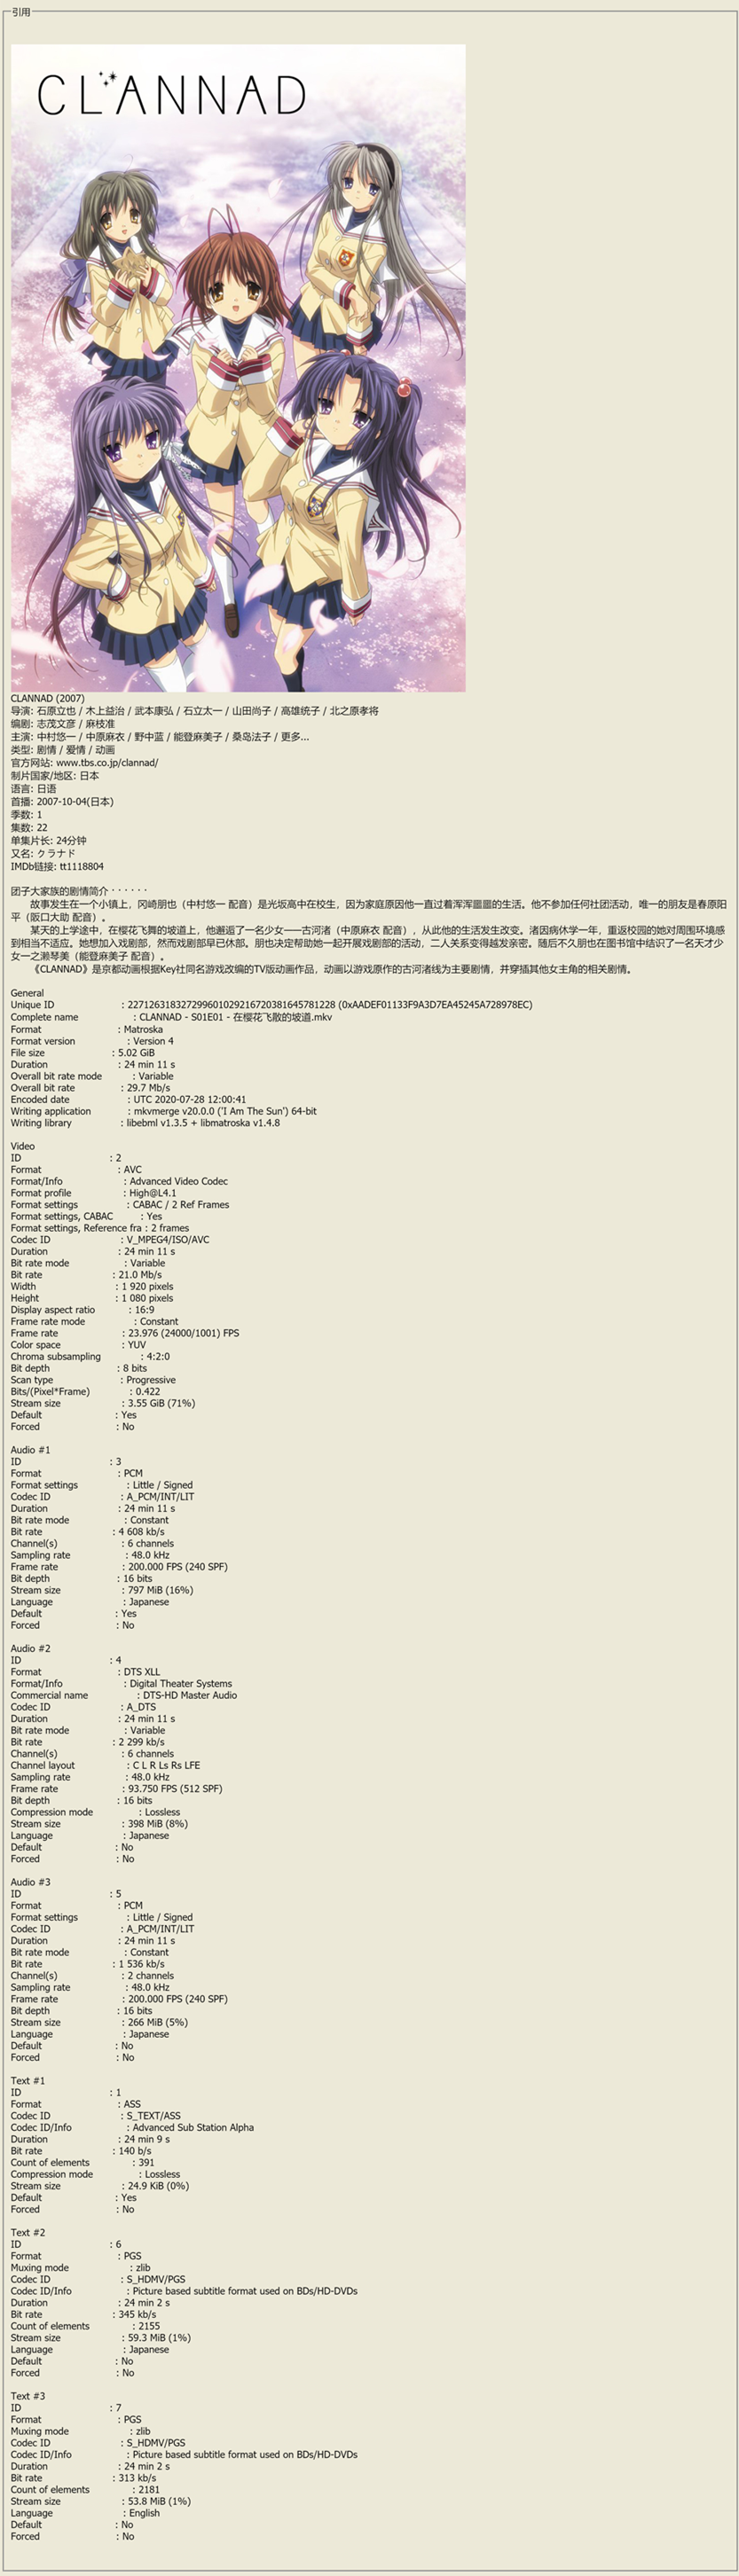 引用
CLANNAD
CLANNAD (2007)
导演: 石原立也 / 木上益治 / 武本康弘 / 石立太一 / 山田尚子 / 高雄统子 / 北之原孝将
编剧: 志茂文彦 / 麻枝准
主演: 中村悠一 / 中原麻衣 / 野中蓝 / 能登麻美子 / 桑岛法子 / 更多...
类型: 剧情 / 爱情 / 动画
官方网站: www.tbs.co.jp/clannad/
制片国家/地区: 日本
语言: 日语
首播: 2007-10-04(日本)
季数: 1
集数: 22
单集片长: 24分钟
又名: クラナド
IMDb链接: tt1118804
团子大家族的剧情简介 · · · · · ·
故事发生在一个小镇上，冈崎朋也（中村悠一 配音）是光坂高中在校生，因为家庭原因他一直过着浑浑噩噩的生活。他不参加任何社团活动，唯一的朋友是春原阳
平（阪口大助 配音）。
某天的上学途中，在樱花飞舞的坡道上，他邂逅了一名少女——古河渚（中原麻衣 配音），从此他的生活发生改变。渚因病休学一年，重返校园的她对周围环境感
到相当不适应。她想加入戏剧部，然而戏剧部早已休部。朋也决定帮助她一起开展戏剧部的活动，二人关系变得越发亲密。随后不久朋也在图书馆中结识了一名天才少
女一之濑琴美（能登麻美子 配音）。
《CLANNAD》是京都动画根据Key社同名游戏改编的TV版动画作品，动画以游戏原作的古河渚线为主要剧情，并穿插其他女主角的相关剧情。
General
Unique ID : 227126318327299601029216720381645781228 (0xAADEF01133F9A3D7EA45245A728978EC)
Complete name : CLANNAD - S01E01 - 在樱花飞散的坡道.mkv
Format : Matroska
Format version : Version 4
File size : 5.02 GiB
Duration : 24 min 11 s
Overall bit rate mode : Variable
Overall bit rate : 29.7 Mb/s
Encoded date : UTC 2020-07-28 12:00:41
Writing application : mkvmerge v20.0.0 ('I Am The Sun') 64-bit
Writing library : libebml v1.3.5 + libmatroska v1.4.8
Video
ID : 2
Format : AVC
Format/Info : Advanced Video Codec
Format profile : High@L4.1
Format settings : CABAC / 2 Ref Frames
Format settings, CABAC : Yes
Format settings, Reference fra : 2 frames
Codec ID : V_MPEG4/ISO/AVC
Duration : 24 min 11 s
Bit rate mode : Variable
Bit rate : 21.0 Mb/s
Width : 1 920 pixels
Height : 1 080 pixels
Display aspect ratio : 16:9
Frame rate mode : Constant
Frame rate : 23.976 (24000/1001) FPS
Color space : YUV
Chroma subsampling : 4:2:0
Bit depth : 8 bits
Scan type : Progressive
Bits/(Pixel*Frame) : 0.422
Stream size : 3.55 GiB (71%)
Default : Yes
Forced : No
Audio #1
ID : 3
Format : PCM
Format settings : Little / Signed
Codec ID : A_PCM/INT/LIT
Duration : 24 min 11 s
Bit rate mode : Constant
Bit rate : 4 608 kb/s
Channel(s) : 6 channels
Sampling rate : 48.0 kHz
Frame rate : 200.000 FPS (240 SPF)
Bit depth : 16 bits
Stream size : 797 MiB (16%)
Language : Japanese
Default : Yes
Forced : No
Audio #2
ID : 4
Format : DTS XLL
Format/Info : Digital Theater Systems
Commercial name : DTS-HD Master Audio
Codec ID : A_DTS
Duration : 24 min 11 s
Bit rate mode : Variable
Bit rate : 2 299 kb/s
Channel(s) : 6 channels
Channel layout : C L R Ls Rs LFE
Sampling rate : 48.0 kHz
Frame rate : 93.750 FPS (512 SPF)
Bit depth : 16 bits
Compression mode : Lossless
Stream size : 398 MiB (8%)
Language : Japanese
Default : No
Forced : No
Audio #3
ID : 5
Format : PCM
Format settings : Little / Signed
Codec ID : A_PCM/INT/LIT
Duration : 24 min 11 s
Bit rate mode : Constant
Bit rate : 1 536 kb/s
Channel(s) : 2 channels
Sampling rate : 48.0 kHz
Frame rate : 200.000 FPS (240 SPF)
Bit depth : 16 bits
Stream size : 266 MiB (5%)
Language : Japanese
Default : No
Forced : No
Text #1
ID : 1
Format : ASS
Codec ID : S_TEXT/ASS
Codec ID/Info : Advanced Sub Station Alpha
Duration : 24 min 9 s
Bit rate : 140 b/s
Count of elements : 391
Compression mode : Lossless
Stream size : 24.9 KiB (0%)
Default : Yes
Forced : No
Text #2
ID : 6
Format : PGS
Muxing mode : zlib
Codec ID : S_HDMV/PGS
Codec ID/Info : Picture based subtitle format used on BDs/HD-DVDs
Duration : 24 min 2 s
Bit rate : 345 kb/s
Count of elements : 2155
Stream size : 59.3 MiB (1%)
Language : Japanese
Default : No
Forced : No
Text #3
ID : 7
Format : PGS
Muxing mode : zlib
Codec ID : S_HDMV/PGS
Codec ID/Info : Picture based subtitle format used on BDs/HD-DVDs
Duration : 24 min 2 s
Bit rate : 313 kb/s
Count of elements : 2181
Stream size : 53.8 MiB (1%)
Language : English
Default : No
Forced : No